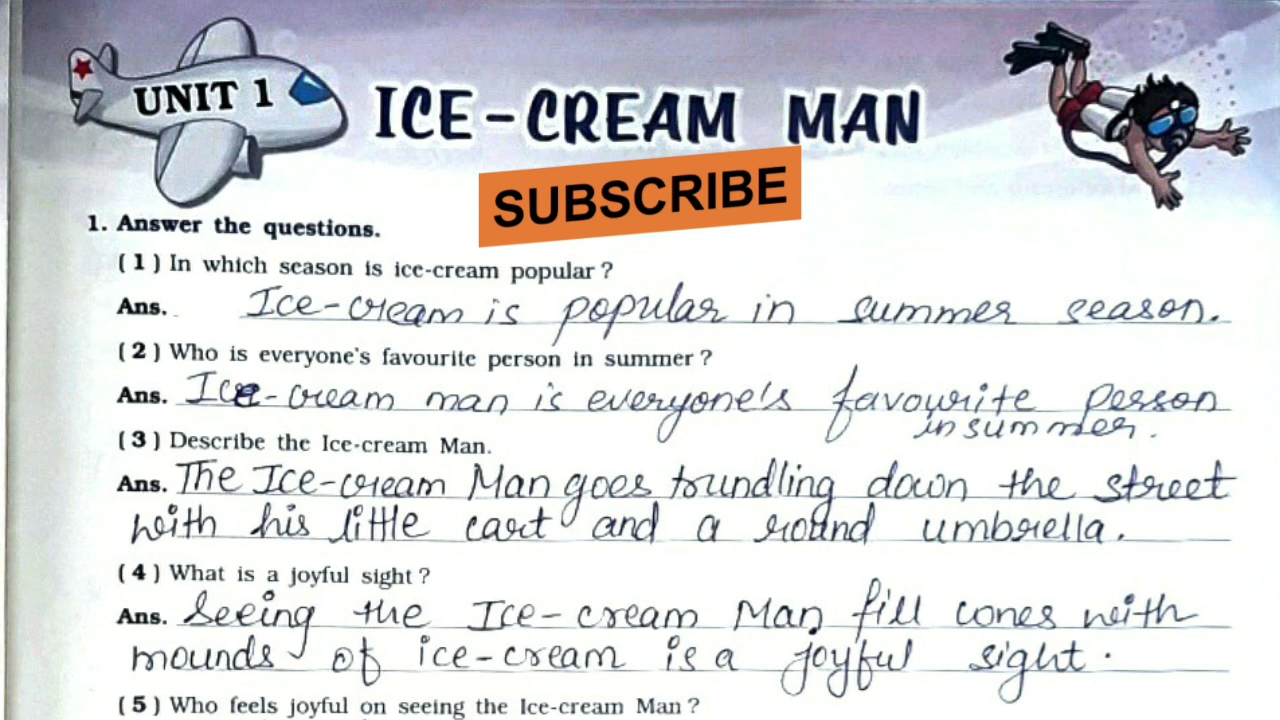 UNIT 1
ICE-CREAM MAN
SUBSCRIBE
1. Answer the questions.
(1) In which season is ice-cream popular?
Ans. Ice-cream is popular in summer season.
(2) Who is everyone's favourite person in summer?
Ans. Ice-cream man is everyone's favourite person
in summer.
(3) Describe the Ice-cream Man.
Ans. The Ice-cream Man goes trundling down the street
with his little cart and a round umbrella.
(4) What is a joyful sight?
Ans. Seeing the Ice-cream Man fill cones with
mounds of ice-cream is a joyful sight.
(5) Who feels joyful on seeing the Ice-cream Man?